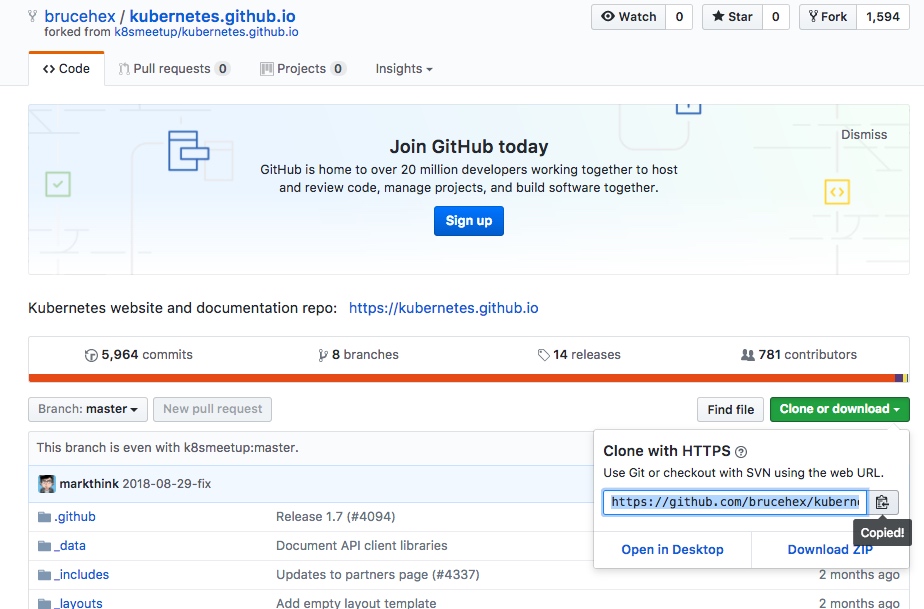 brucehex / kubernetes.github.io
forked from k8smeetup/kubernetes.github.io
Watch 0 Star 0 Fork 1,594
Code Pull requests 0 Projects 0 Insights
Join GitHub today
Dismiss
GitHub is home to over 20 million developers working together to host
and review code, manage projects, and build software together.
Sign up
Kubernetes website and documentation repo: https://kubernetes.github.io
5,964 commits 8 branches 14 releases 781 contributors
Branch: master New pull request Find file Clone or download
This branch is even with k8smeetup:master.
markthink 2018-08-29-fix
Clone with HTTPS
Use Git or checkout with SVN using the web URL.
https://github.com/brucehex/kuberne
Copied!
Open in Desktop Download ZIP
.github Release 1.7 (#4094)
_data Document API client libraries
_includes Updates to partners page (#4337) 2 months ago
_layouts Add empty layout template 2 months ago